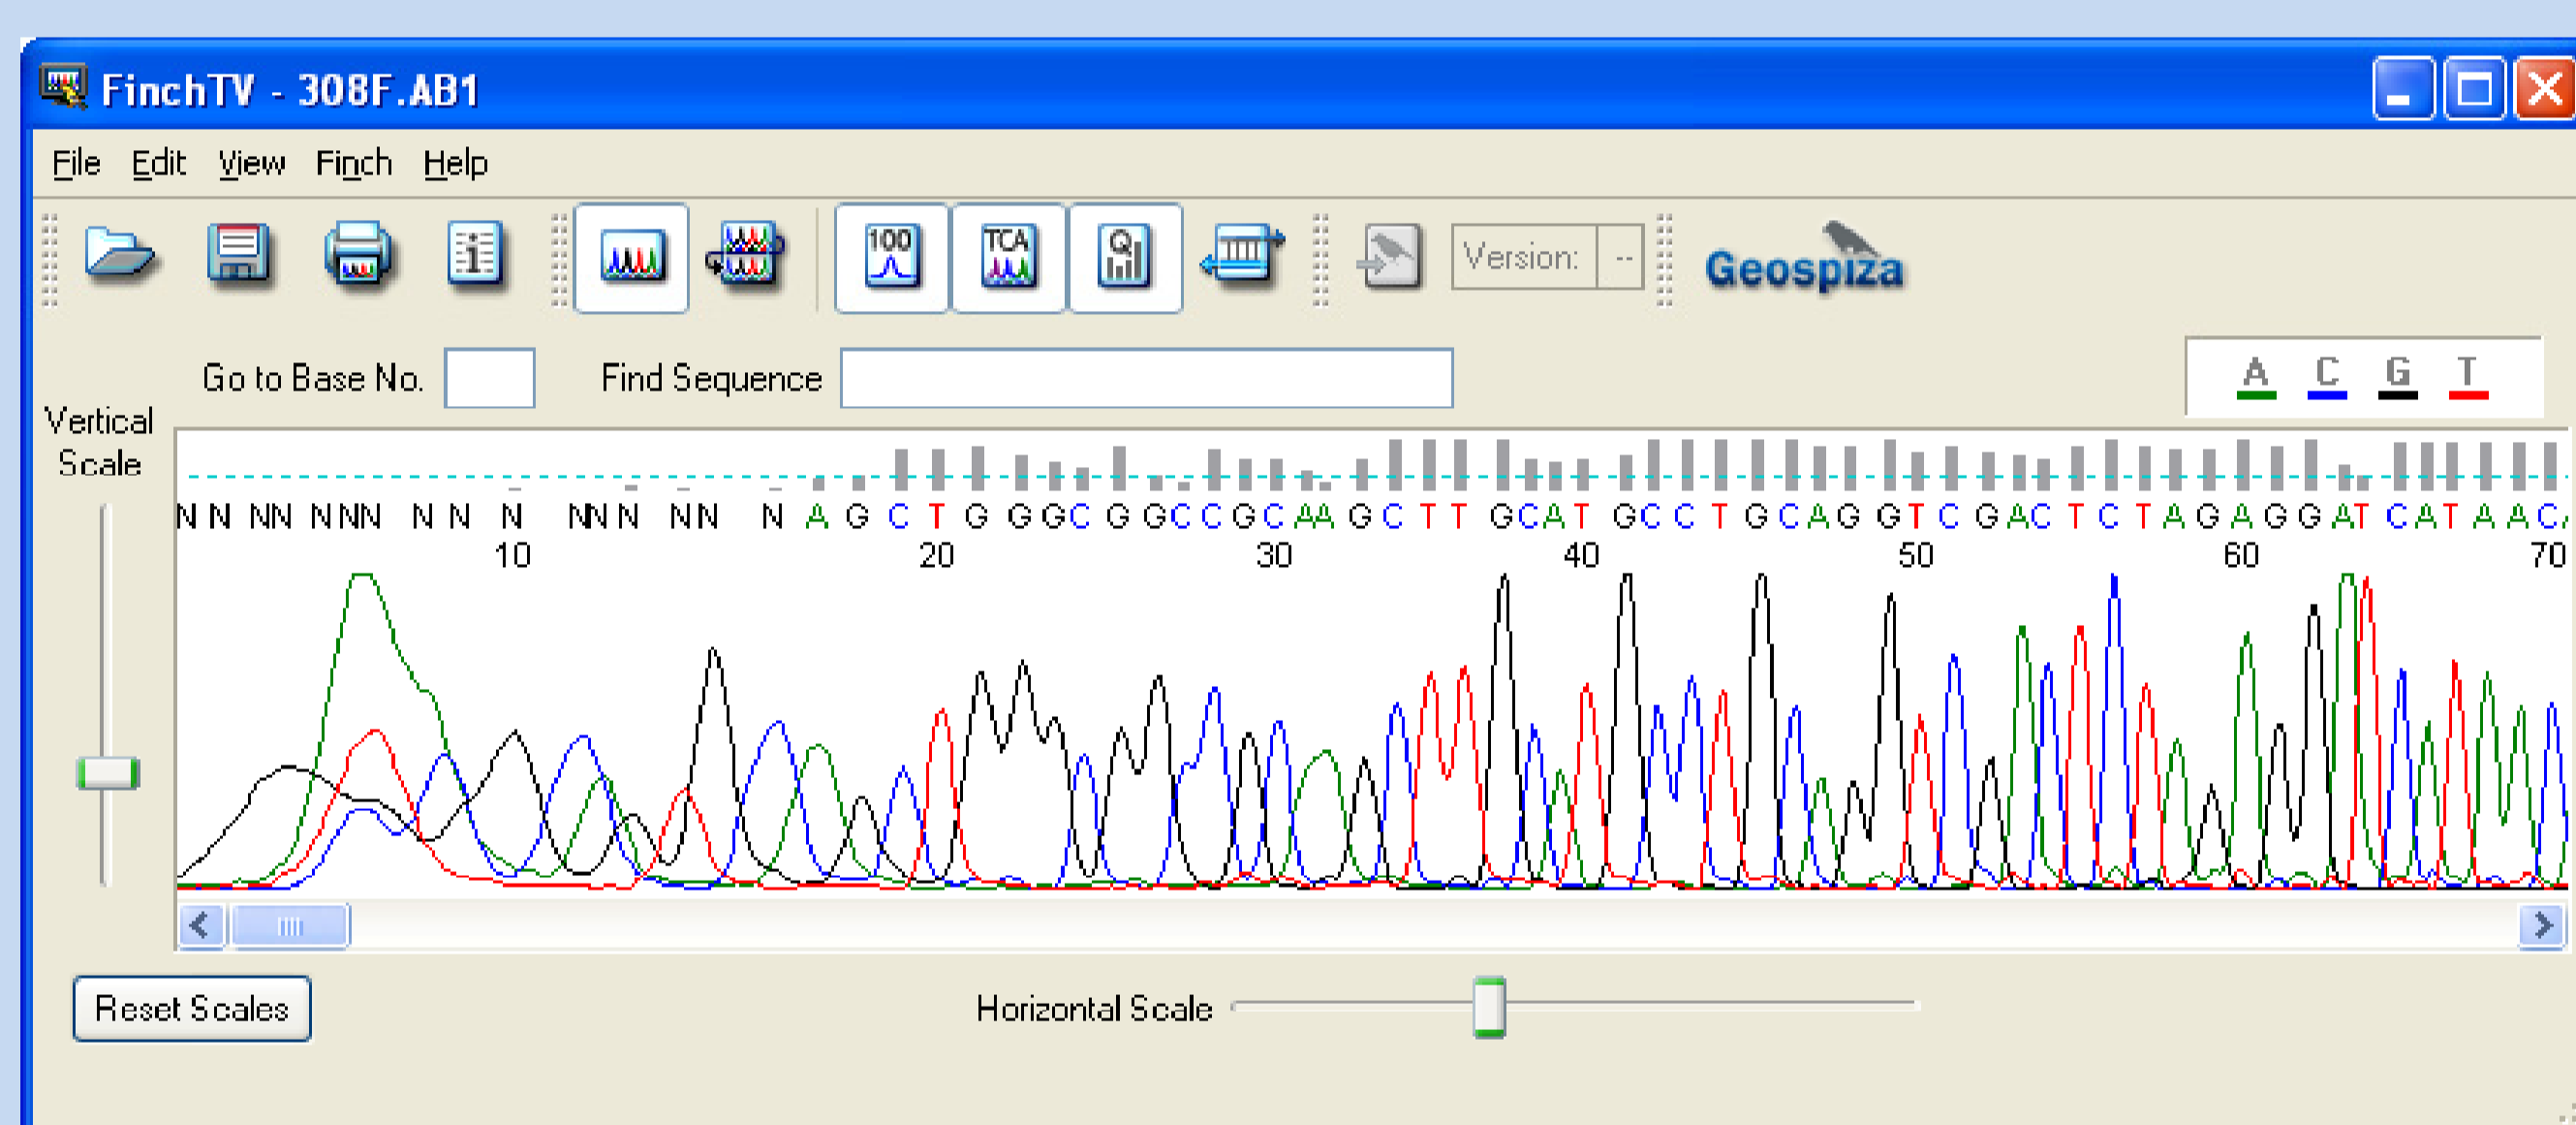 FinchTV - 308F.AB1
File Edit View Finch Help
100 TCA Q Version: -- Geospiza
Go to Base No. Find Sequence A C G T
Vertical
Scale
N N NN NNN N N N NN N NN N A G C T G G G C G G C C G C A A G C T T G C A T G C C T G C A G G T C G A C T C T A G A G G A T C A T A A C
10 20 30 40 50 60 70
Reset Scales Horizontal Scale